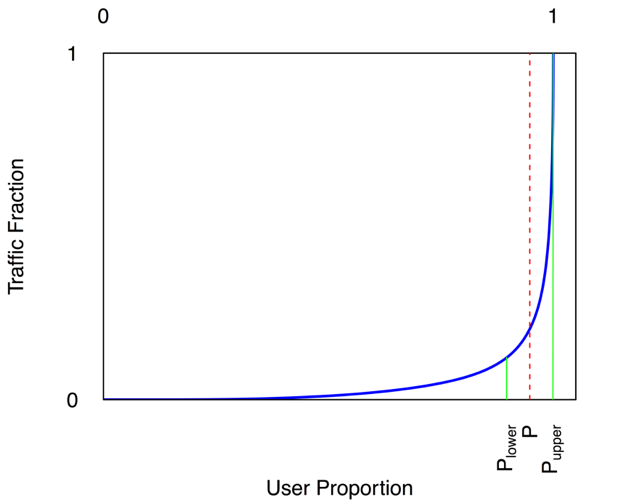 0 1
1
Traffic Fraction
0
Plower
P
Pupper
User Proportion